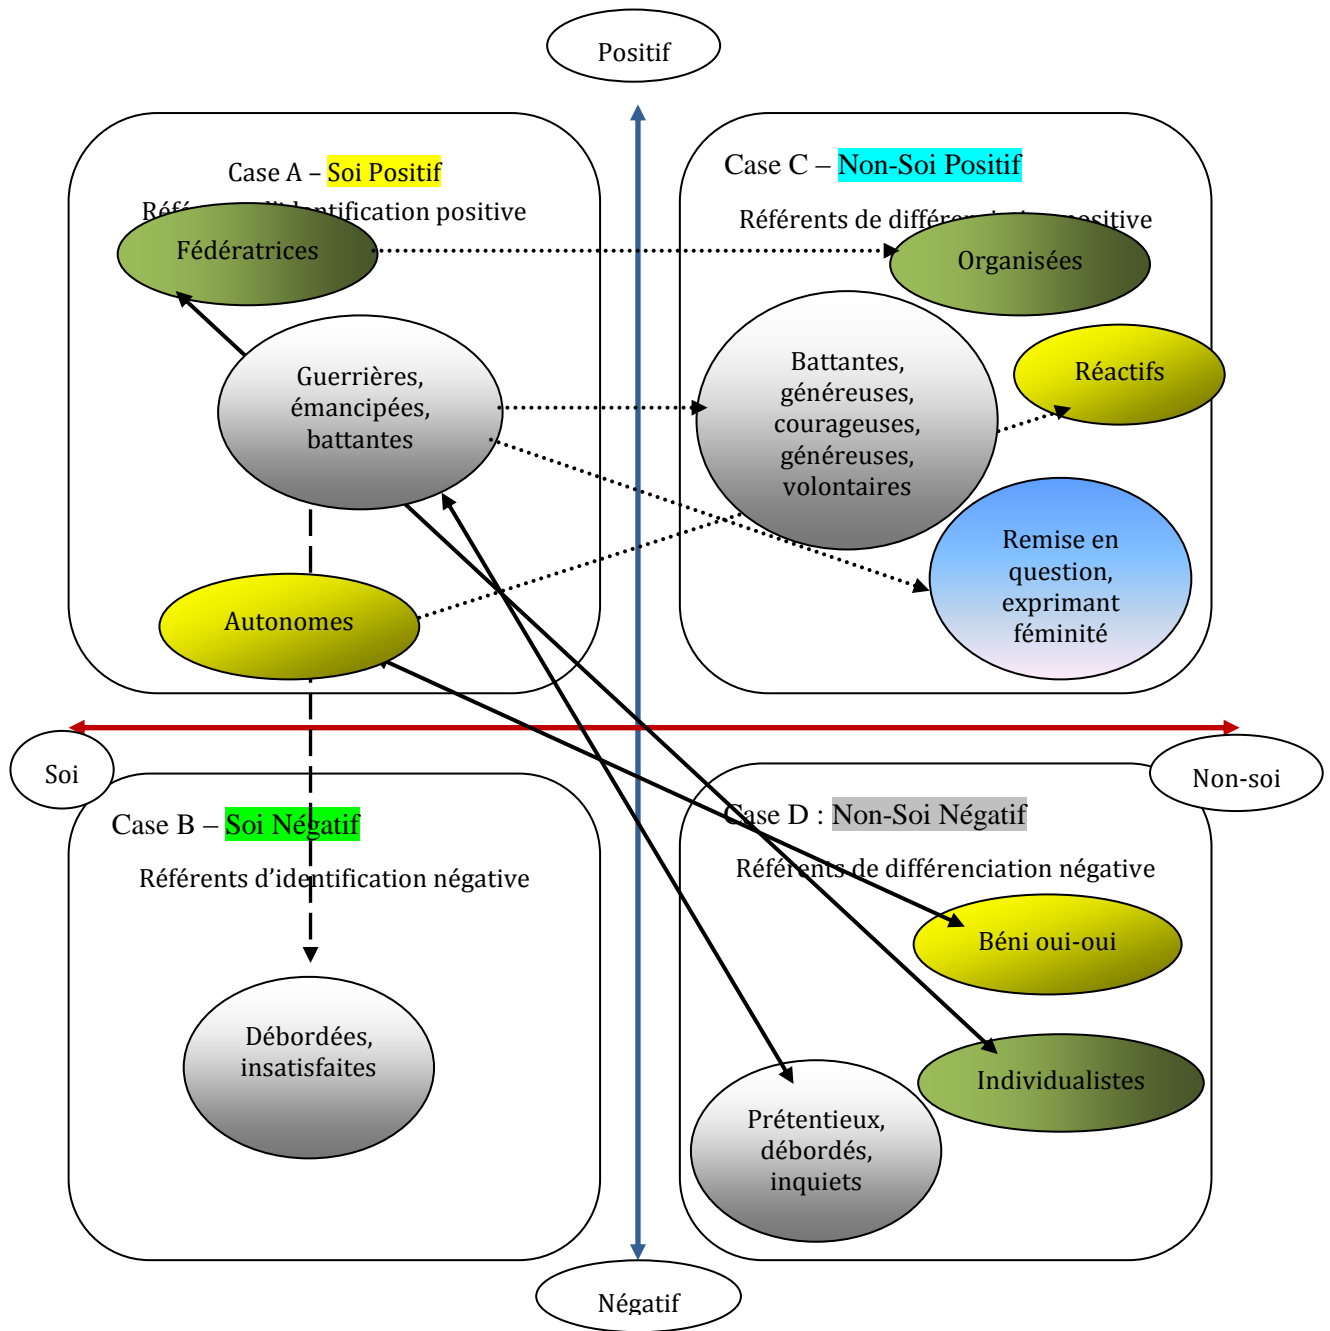 Positif
Case A – Soi Positif
Référents d'identification positive
Fédératrices
Guerrières,
émancipées,
battantes
Autonomes
Case C – Non-Soi Positif
Référents de différenciation positive
Organisées
Réactifs
Battantes,
généreuses,
courageuses,
généreuses,
volontaires
Remise en
question,
exprimant
féminité
Soi
Non-soi
Case B – Soi Négatif
Référents d'identification négative
Débordées,
insatisfaites
Case D : Non-Soi Négatif
Référents de différenciation négative
Béni oui-oui
Individualistes
Prétentieux,
débordés,
inquiets
Négatif